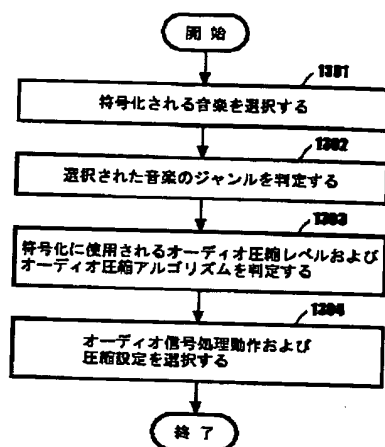 開始
1301
符号化される音楽を選択する
1302
選択された音楽のジャンルを判定する
1303
符号化に使用されるオーディオ圧縮レベルおよび
オーディオ圧縮アルゴリズムを判定する
1304
オーディオ信号処理動作および
圧縮設定を選択する
終了